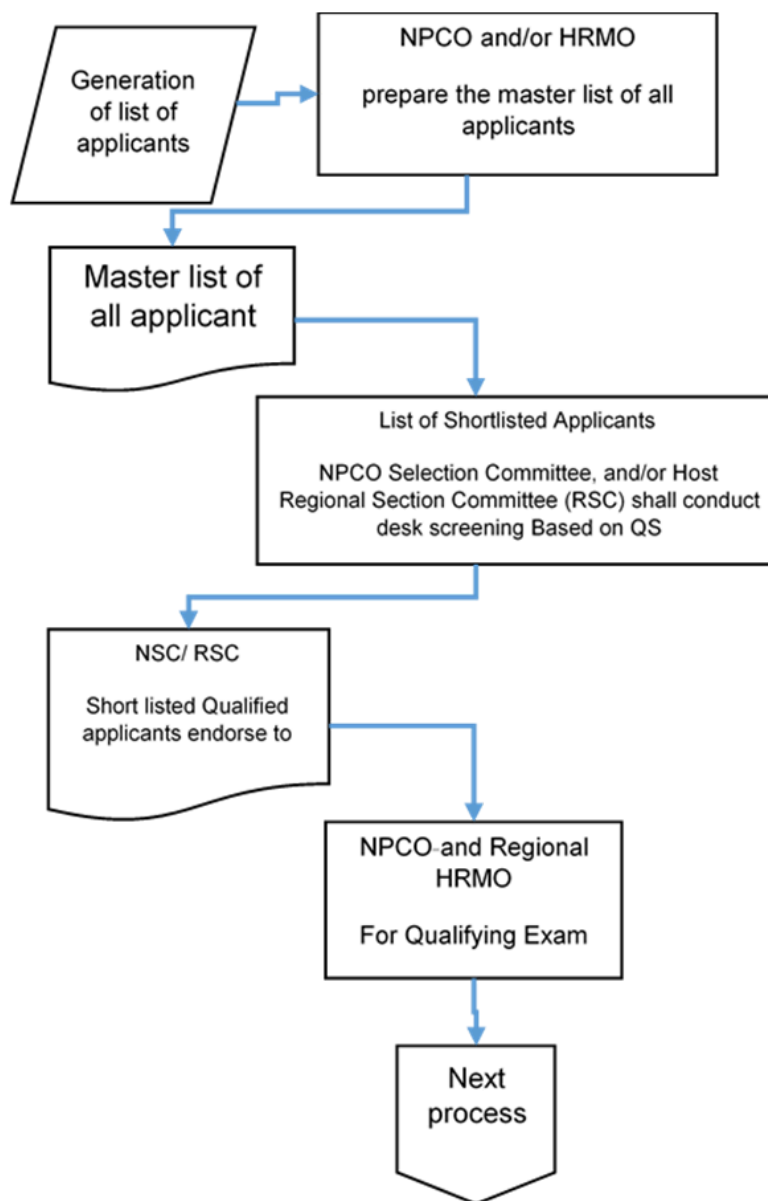 Generation
of list of
applicants
NPCO and/or HRMO
prepare the master list of all
applicants
Master list of
all applicant
List of Shortlisted Applicants
NPCO Selection Committee, and/or Host
Regional Section Committee (RSC) shall conduct
desk screening Based on QS
NSC/ RSC
Short listed Qualified
applicants endorse to
NPCO-and Regional
HRMO
For Qualifying Exam
Next
process